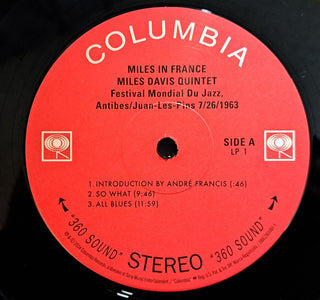 COLUMBIA
MILES IN FRANCE
MILES DAVIS QUINTET
Festival Mondial Du Jazz,
Antibes/Juan-Les-Pins 7/26/1963
SIDE A
LP 1
1. INTRODUCTION BY ANDRÉ FRANCIS (:46)
2. SO WHAT (9:46)
3. ALL BLUES (11:59)
"360 SOUND" STEREO "360 SOUND"